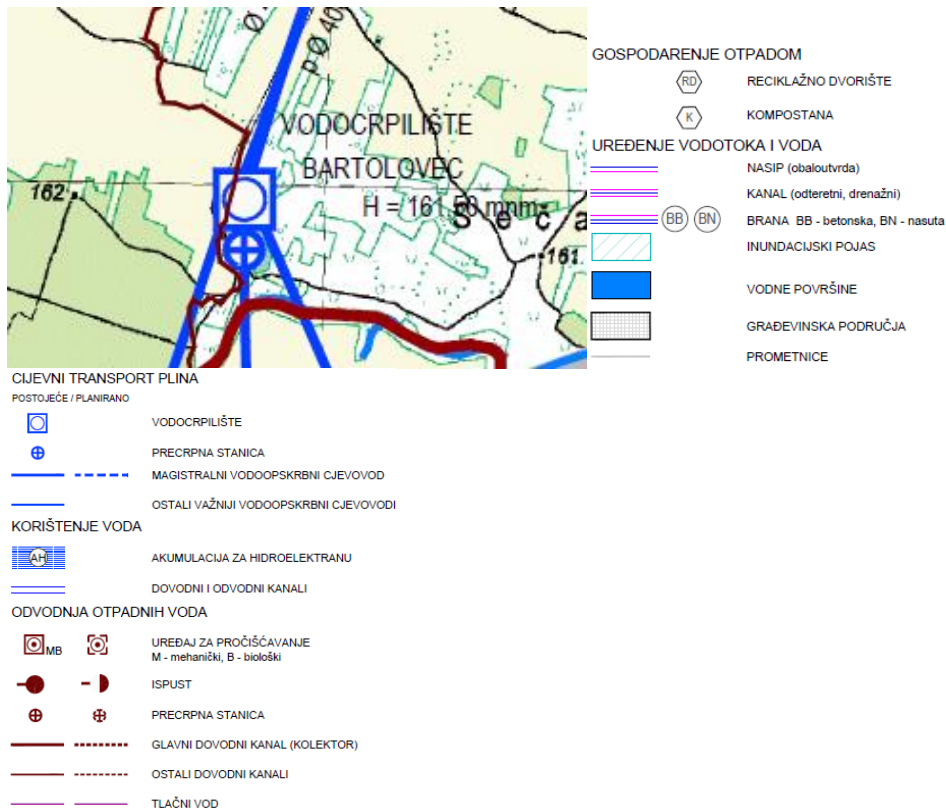 Ø
p Ø 40
VODOCRPILIŠTE
BARTOLOVEC
162
H = 161,50 mnm
S e č a
161
GOSPODARENJE OTPADOM
RD RECIKLAŽNO DVORIŠTE
K KOMPOSTANA
UREĐENJE VODOTOKA I VODA
NASIP (obaloutvrda)
KANAL (odteretni, drenažni)
BB BN BRANA BB - betonska, BN - nasuta
INUNDACIJSKI POJAS
VODNE POVRŠINE
GRAĐEVINSKA PODRUČJA
PROMETNICE
CIJEVNI TRANSPORT PLINA
POSTOJEĆE / PLANIRANO
VODOCRPILIŠTE
PRECRPNA STANICA
MAGISTRALNI VODOOPSKRBNI CJEVOVOD
OSTALI VAŽNIJI VODOOPSKRBNI CJEVOVODI
KORIŠTENJE VODA
AH AKUMULACIJA ZA HIDROELEKTRANU
DOVODNI I ODVODNI KANALI
ODVODNJA OTPADNIH VODA
MB UREĐAJ ZA PROČIŠĆAVANJE
M - mehanički, B - biološki
ISPUST
PRECRPNA STANICA
GLAVNI DOVODNI KANAL (KOLEKTOR)
OSTALI DOVODNI KANALI
TLAČNI VOD